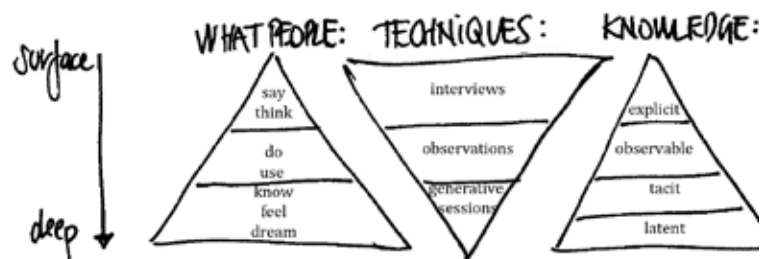 WHAT PEOPLE: TECHNIQUES: KNOWLEDGE:
surface
say
think
do
use
know
feel
dream
interviews
observations
generative
sessions
explicit
observable
tacit
latent
deep